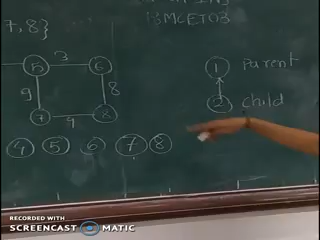 13MCET03
7,8}
5 3 6
1 Parent
9 8
2 Child
7 9 8
4 5 6 7 8
RECORDED WITH
SCREENCAST MATIC